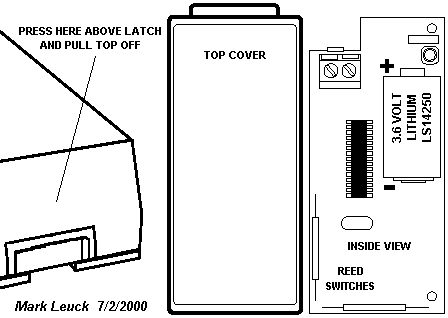 PRESS HERE ABOVE LATCH
AND PULL TOP OFF
TOP COVER
+
3.6 VOLT
LITHIUM
LS14250
-
INSIDE VIEW
REED
SWITCHES
Mark Leuck 7/2/2000